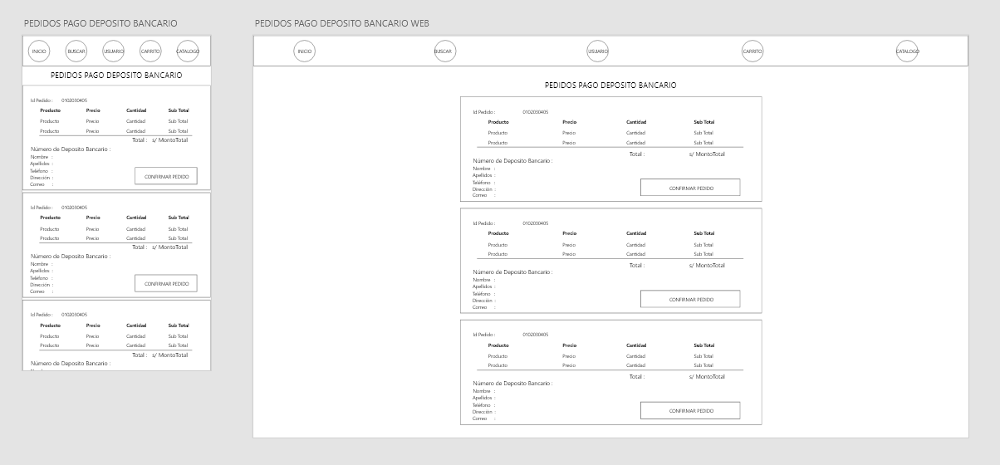 PEDIDOS PAGO DEPOSITO BANCARIO
INICIO BUSCAR USUARIO CARRITO CATALOGO
PEDIDOS PAGO DEPOSITO BANCARIO
Id Pedido : 0102030405
Producto Precio Cantidad Sub Total
Producto Precio Cantidad Sub Total
Producto Precio Cantidad Sub Total
Total : s/ MontoTotal
Número de Deposito Bancario :
Nombre :
Apellidos :
Teléfono :
Dirección :
Correo :
CONFIRMAR PEDIDO
Id Pedido : 0102030405
Producto Precio Cantidad Sub Total
Producto Precio Cantidad Sub Total
Producto Precio Cantidad Sub Total
Total : s/ MontoTotal
Número de Deposito Bancario :
Nombre :
Apellidos :
Teléfono :
Dirección :
Correo :
CONFIRMAR PEDIDO
Id Pedido : 0102030405
Producto Precio Cantidad Sub Total
Producto Precio Cantidad Sub Total
Producto Precio Cantidad Sub Total
Total : s/ MontoTotal
Número de Deposito Bancario :
PEDIDOS PAGO DEPOSITO BANCARIO WEB
INICIO BUSCAR USUARIO CARRITO CATALOGO
PEDIDOS PAGO DEPOSITO BANCARIO
Id Pedido : 0102030405
Producto Precio Cantidad Sub Total
Producto Precio Cantidad Sub Total
Producto Precio Cantidad Sub Total
Total : s/ MontoTotal
Número de Deposito Bancario :
Nombre :
Apellidos :
Teléfono :
Dirección :
Correo :
CONFIRMAR PEDIDO
Id Pedido : 0102030405
Producto Precio Cantidad Sub Total
Producto Precio Cantidad Sub Total
Producto Precio Cantidad Sub Total
Total : s/ MontoTotal
Número de Deposito Bancario :
Nombre :
Apellidos :
Teléfono :
Dirección :
Correo :
CONFIRMAR PEDIDO
Id Pedido : 0102030405
Producto Precio Cantidad Sub Total
Producto Precio Cantidad Sub Total
Producto Precio Cantidad Sub Total
Total : s/ MontoTotal
Número de Deposito Bancario :
Nombre :
Apellidos :
Teléfono :
Dirección :
Correo :
CONFIRMAR PEDIDO